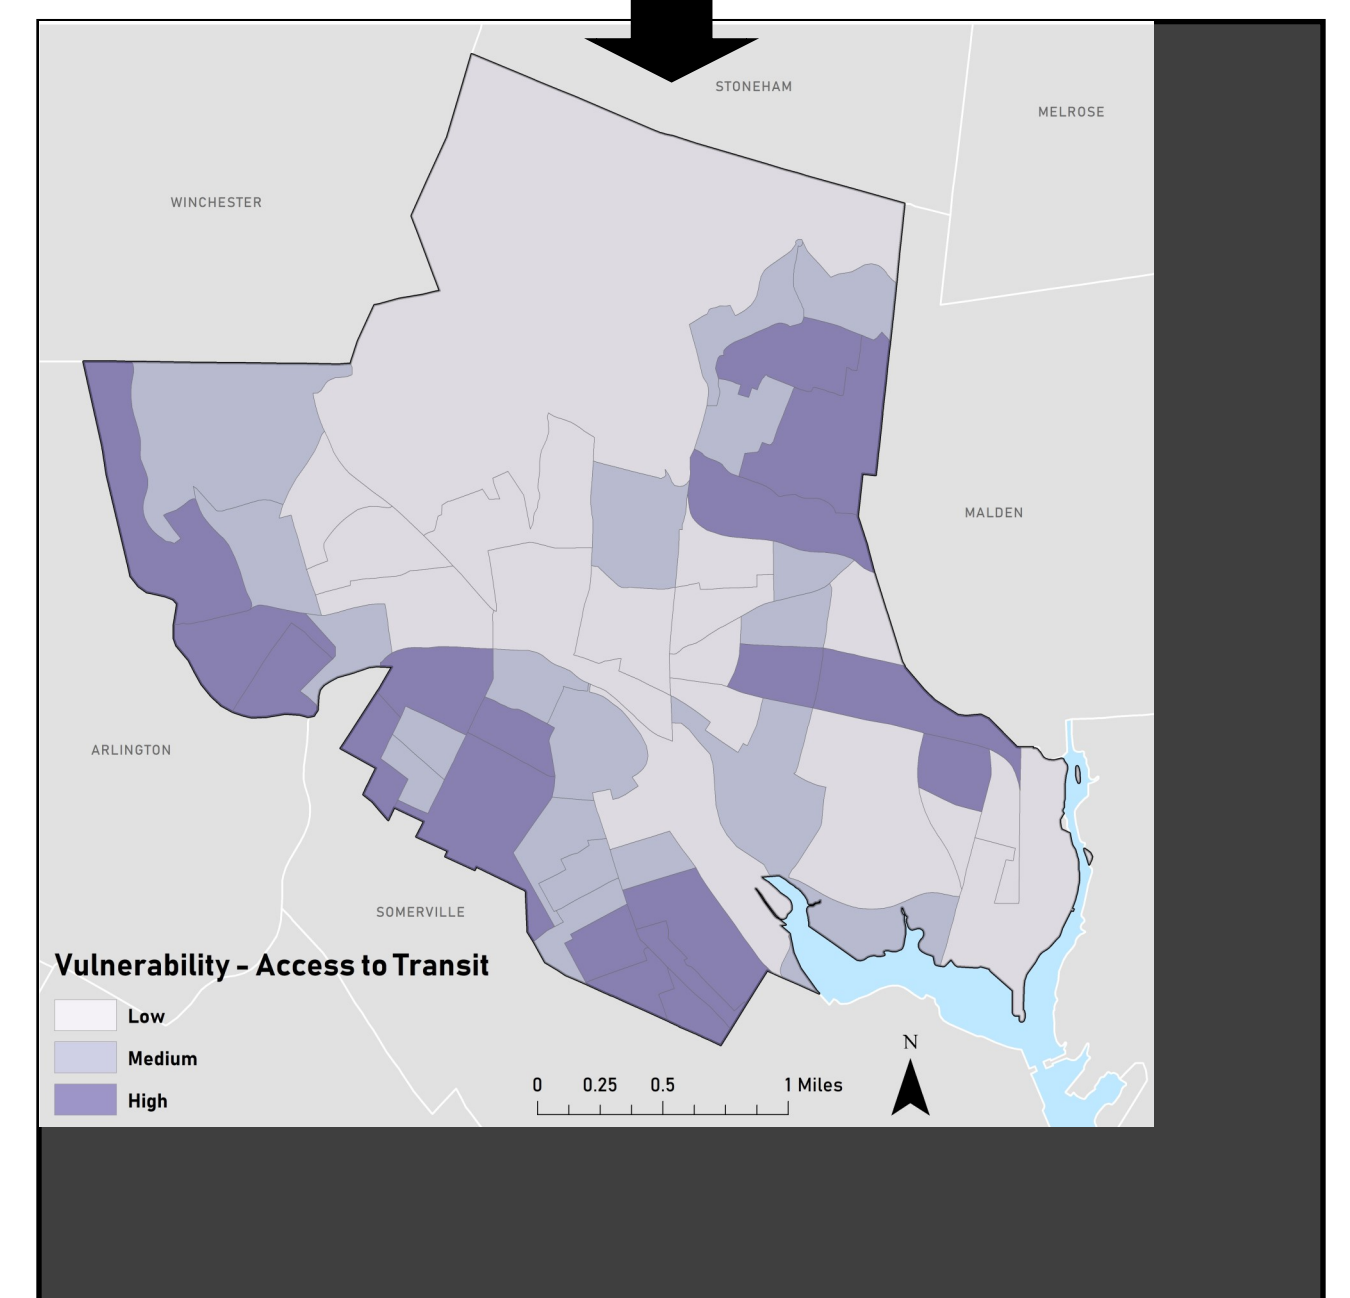 STONEHAM
MELROSE
WINCHESTER
MALDEN
ARLINGTON
SOMERVILLE
Vulnerability - Access to Transit
Low
Medium
High
0 0.25 0.5 1 Miles
N